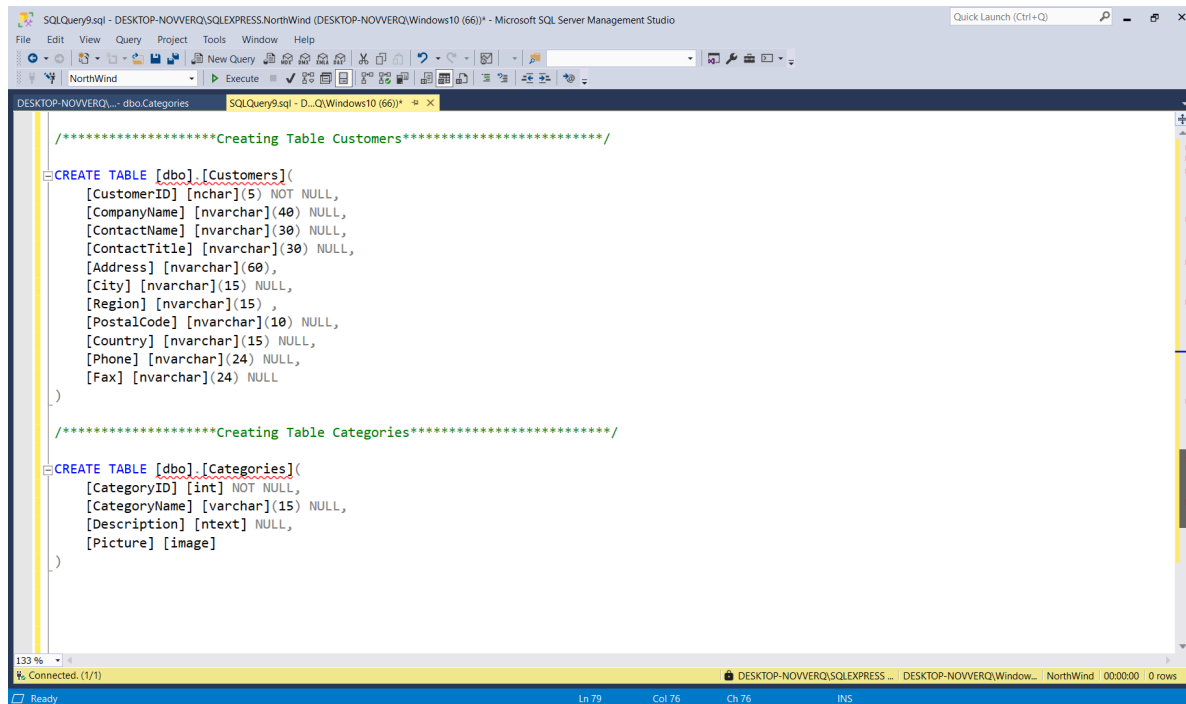 SQLQuery9.sql - DESKTOP-NOVVERQ\SQLEXPRESS.NorthWind (DESKTOP-NOVVERQ\Windows10 (66))* - Microsoft SQL Server Management Studio
Quick Launch (Ctrl+Q)
File Edit View Query Project Tools Window Help
New Query
NorthWind Execute
DESKTOP-NOVVERQ\...- dbo.Categories SQLQuery9.sql - D...Q\Windows10 (66))*
/********************Creating Table Customers**************************/
CREATE TABLE [dbo].[Customers](
[CustomerID] [nchar](5) NOT NULL,
[CompanyName] [nvarchar](40) NULL,
[ContactName] [nvarchar](30) NULL,
[ContactTitle] [nvarchar](30) NULL,
[Address] [nvarchar](60),
[City] [nvarchar](15) NULL,
[Region] [nvarchar](15) ,
[PostalCode] [nvarchar](10) NULL,
[Country] [nvarchar](15) NULL,
[Phone] [nvarchar](24) NULL,
[Fax] [nvarchar](24) NULL
)
/********************Creating Table Categories**************************/
CREATE TABLE [dbo].[Categories](
[CategoryID] [int] NOT NULL,
[CategoryName] [varchar](15) NULL,
[Description] [ntext] NULL,
[Picture] [image]
)
133 %
Connected. (1/1) DESKTOP-NOVVERQ\SQLEXPRESS ... DESKTOP-NOVVERQ\Window... NorthWind 00:00:00 0 rows
Ready Ln 79 Col 76 Ch 76 INS